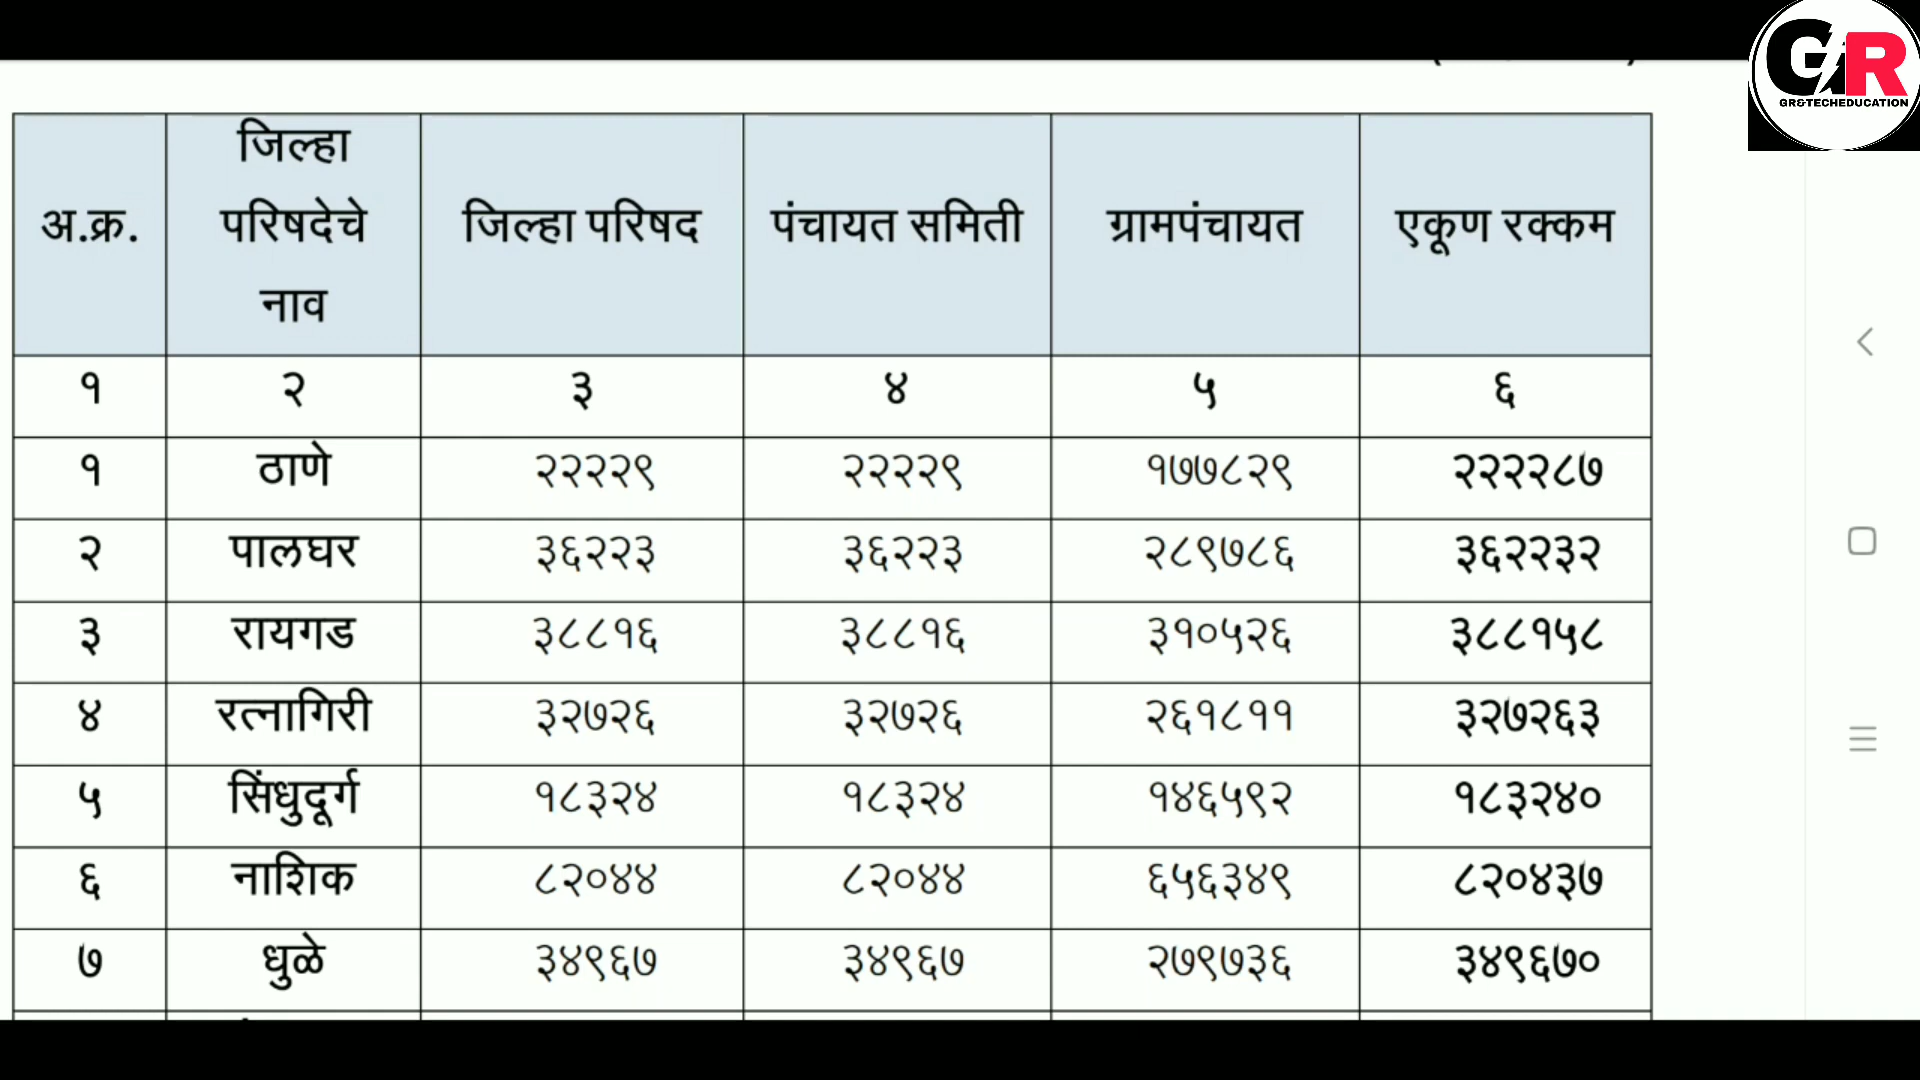 GR
GR&TECHEDUCATION
अ.क्र. जिल्हा परिषदेचे नाव जिल्हा परिषद पंचायत समिती ग्रामपंचायत एकूण रक्कम
१ २ ३ ४ ५ ६
१ ठाणे २२२२९ २२२२९ १७७८२९ २२२२८७
२ पालघर ३६२२३ ३६२२३ २८९७८६ ३६२२३२
३ रायगड ३८८१६ ३८८१६ ३१०५२६ ३८८१५८
४ रत्नागिरी ३२७२६ ३२७२६ २६१८११ ३२७२६३
५ सिंधुदूर्ग १८३२४ १८३२४ १४६५९२ १८३२४०
६ नाशिक ८२०४४ ८२०४४ ६५६३४९ ८२०४३७
७ धुळे ३४९६७ ३४९६७ २७९७३६ ३४९६७०